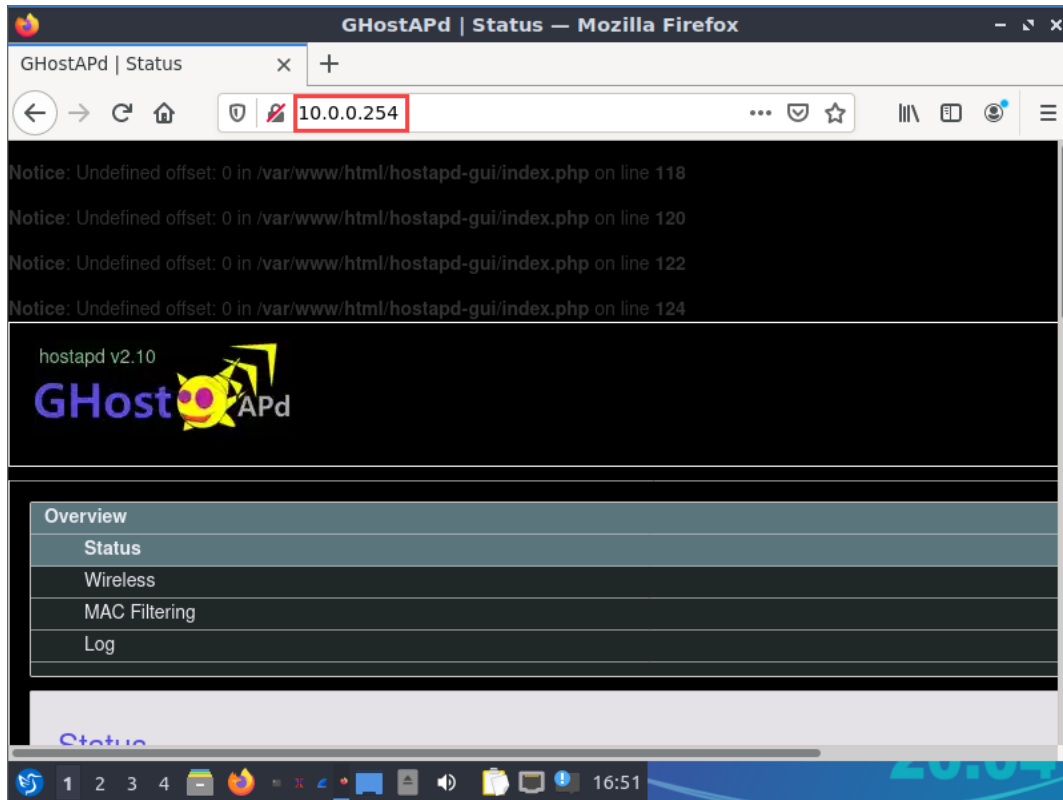 GHostAPd | Status — Mozilla Firefox
GHostAPd | Status
10.0.0.254
Notice: Undefined offset: 0 in /var/www/html/hostapd-gui/index.php on line 118
Notice: Undefined offset: 0 in /var/www/html/hostapd-gui/index.php on line 120
Notice: Undefined offset: 0 in /var/www/html/hostapd-gui/index.php on line 122
Notice: Undefined offset: 0 in /var/www/html/hostapd-gui/index.php on line 124
hostapd v2.10
GHost APd
Overview
Status
Wireless
MAC Filtering
Log
Status
1 2 3 4 16:51
20.04